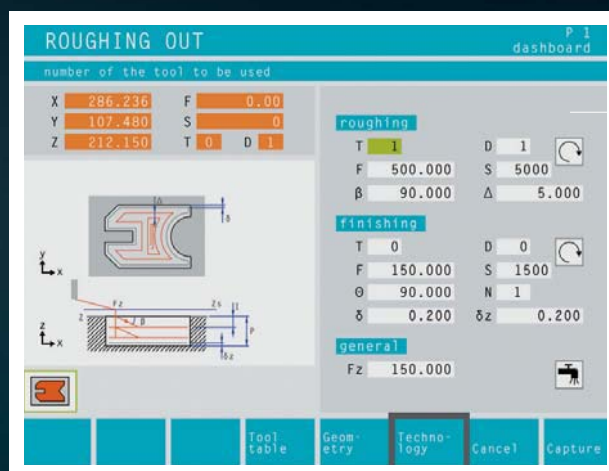 ROUGHING OUT
P 1
dashboard
number of the tool to be used
X 286.236 F 0.00
Y 107.480 S 0
Z 212.150 T 0 D 1
Δ
δ
y
x
Fz Zs I
z β P
z
x
δz
roughing
T 1 D 1
F 500.000 S 5000
β 90.000 Δ 5.000
finishing
T 0 D 0
F 150.000 S 1500
Θ 90.000 N 1
δ 0.200 δz 0.200
general
Fz 150.000
Tool table
Geom-
etry
Techno-
logy
Cancel
Capture